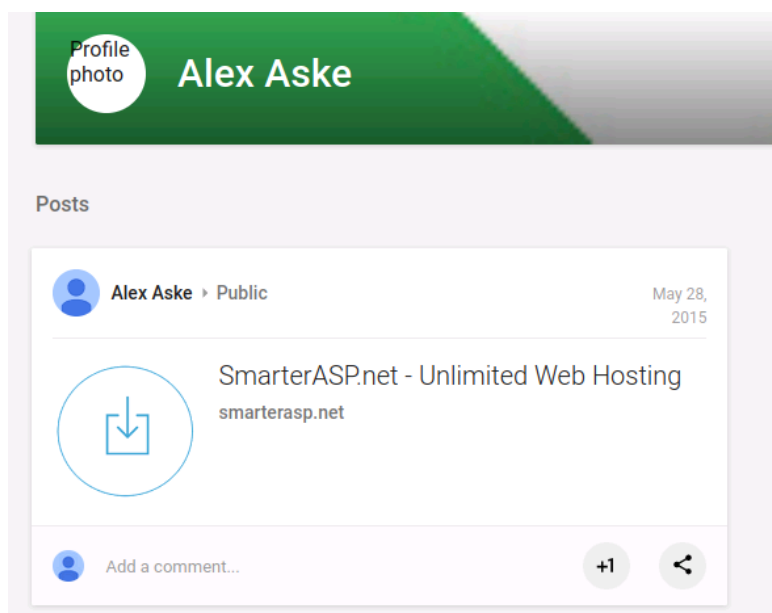 Profile
photo
Alex Aske
Posts
Alex Aske ▸ Public
May 28,
2015
SmarterASP.net - Unlimited Web Hosting
smarterasp.net
Add a comment...
+1